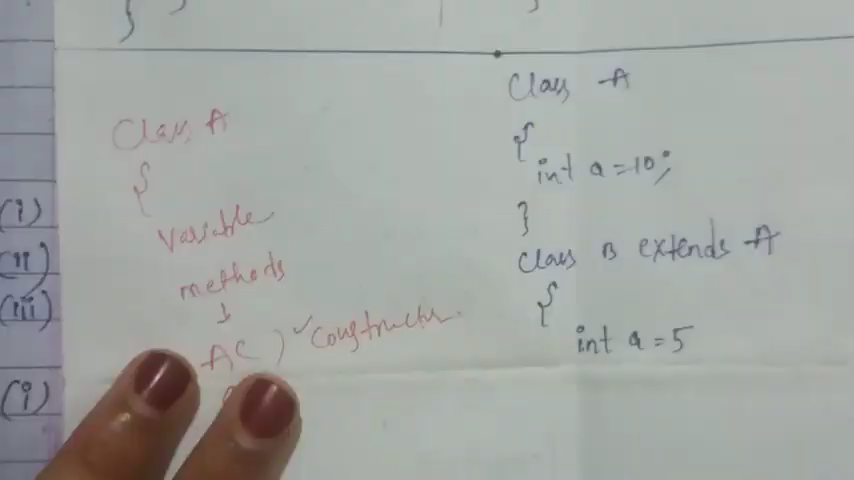 (i)
(ii)
(iii)
(i)
Class A
{
Variable
methods
↓
A( ) ✓ Constructor.
}
Class A
{
int a=10;
}
Class B extends A
{
int a=5